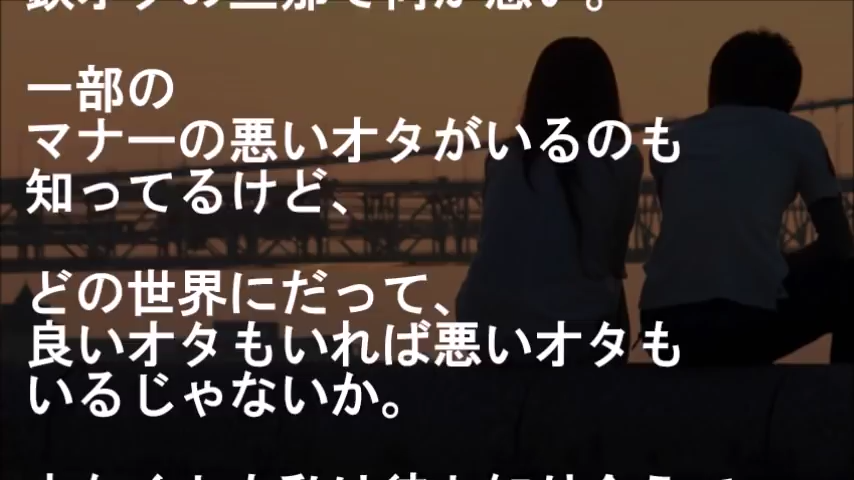 一部の
マナーの悪いオタがいるのも
知ってるけど、
どの世界にだって、
良いオタもいれば悪いオタも
いるじゃないか。